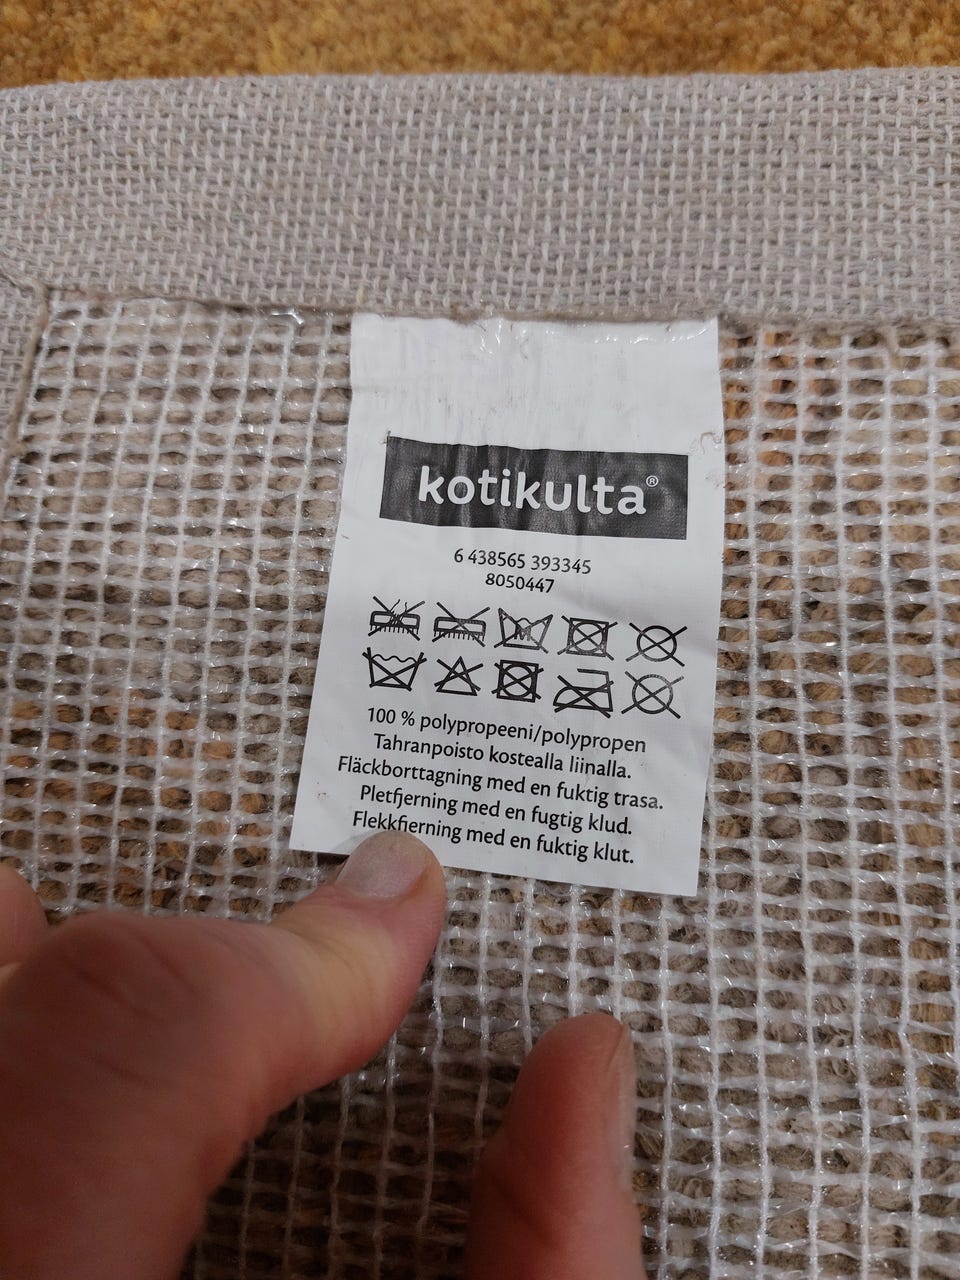 kotikulta®
6 438565 393345
8050447
100 % polypropeeni/polypropen
Tahranpoisto kostealla liinalla.
Fläckborttagning med en fuktig trasa.
Pletfjerning med en fugtig klud.
Flekkfjerning med en fuktig klut.